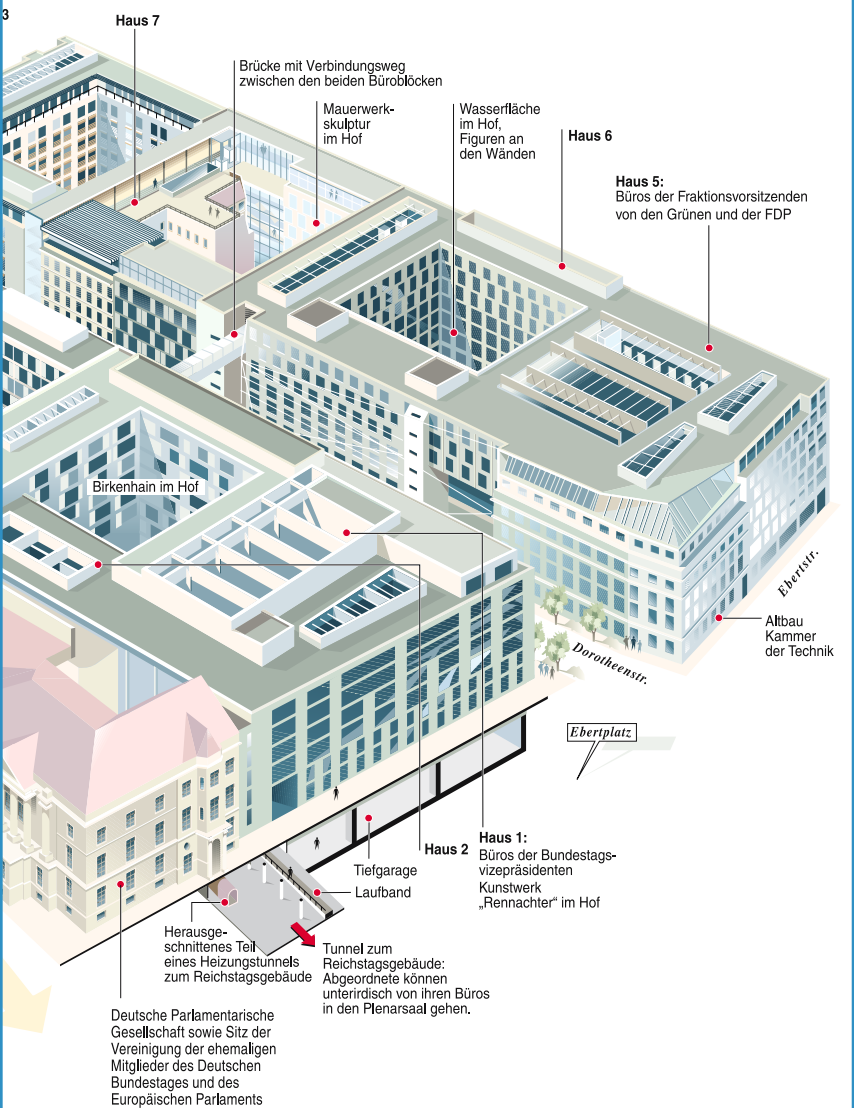 3
Haus 7
Brücke mit Verbindungsweg
zwischen den beiden Büroblöcken
Mauerwerk-
skulptur
im Hof
Wasserfläche
im Hof,
Figuren an
den Wänden
Haus 6
Haus 5:
Büros der Fraktionsvorsitzenden
von den Grünen und der FDP
Birkenhain im Hof
Ebertstr.
Altbau
Kammer
der Technik
Dorotheenstr.
Ebertplatz
Haus 2
Haus 1:
Büros der Bundestags-
vizepräsidenten
Kunstwerk
„Rennachter“ im Hof
Tiefgarage
Laufband
Herausge-
schnittenes Teil
eines Heizungstunnels
zum Reichstagsgebäude
Tunnel zum
Reichstagsgebäude:
Abgeordnete können
unterirdisch von ihren Büros
in den Plenarsaal gehen.
Deutsche Parlamentarische
Gesellschaft sowie Sitz der
Vereinigung der ehemaligen
Mitglieder des Deutschen
Bundestages und des
Europäischen Parlaments